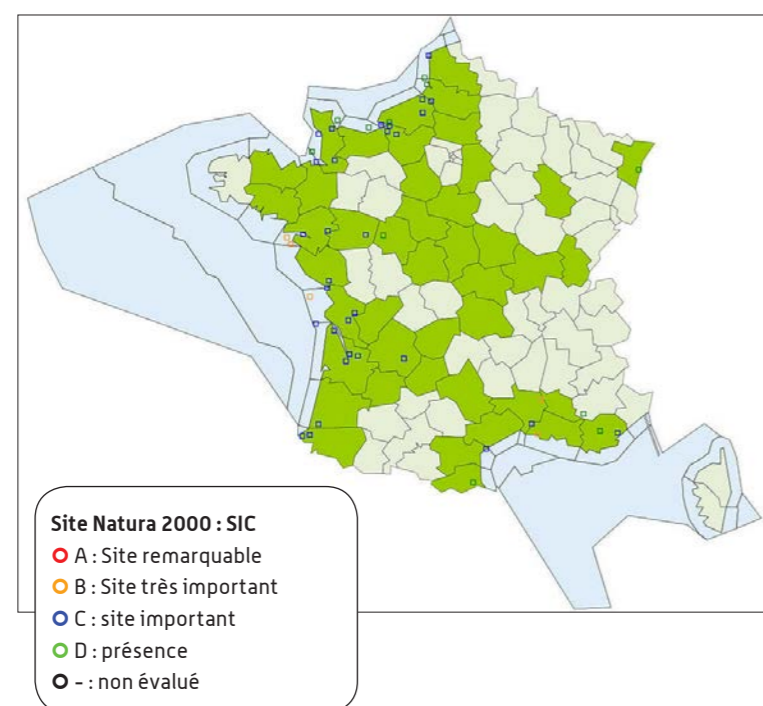 Site Natura 2000 : SIC
A : Site remarquable
B : Site très important
C : site important
D : présence
- : non évalué